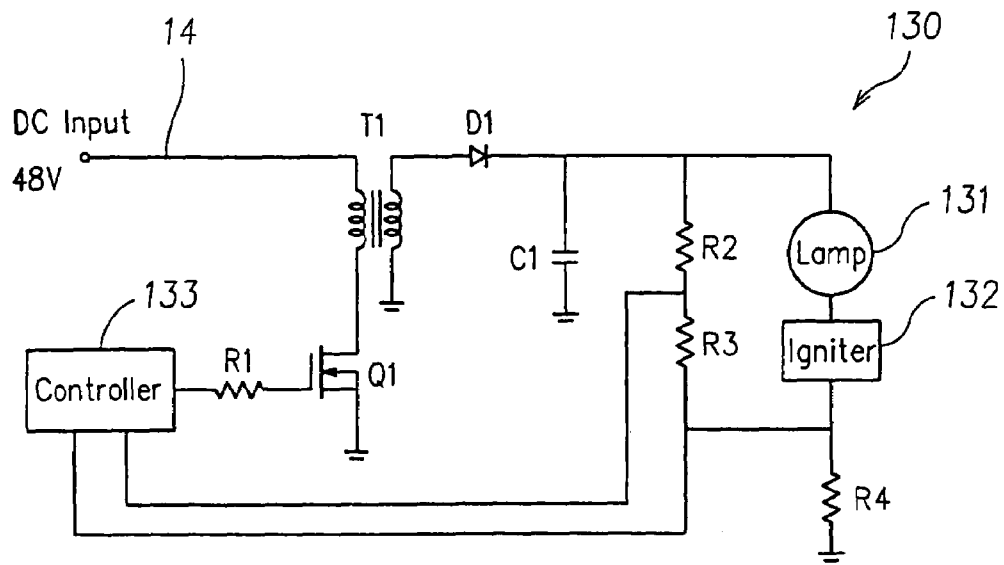 14
130
DC Input
48V
T1
D1
131
Lamp
C1
R2
132
Igniter
133
R3
Controller
R1
Q1
R4